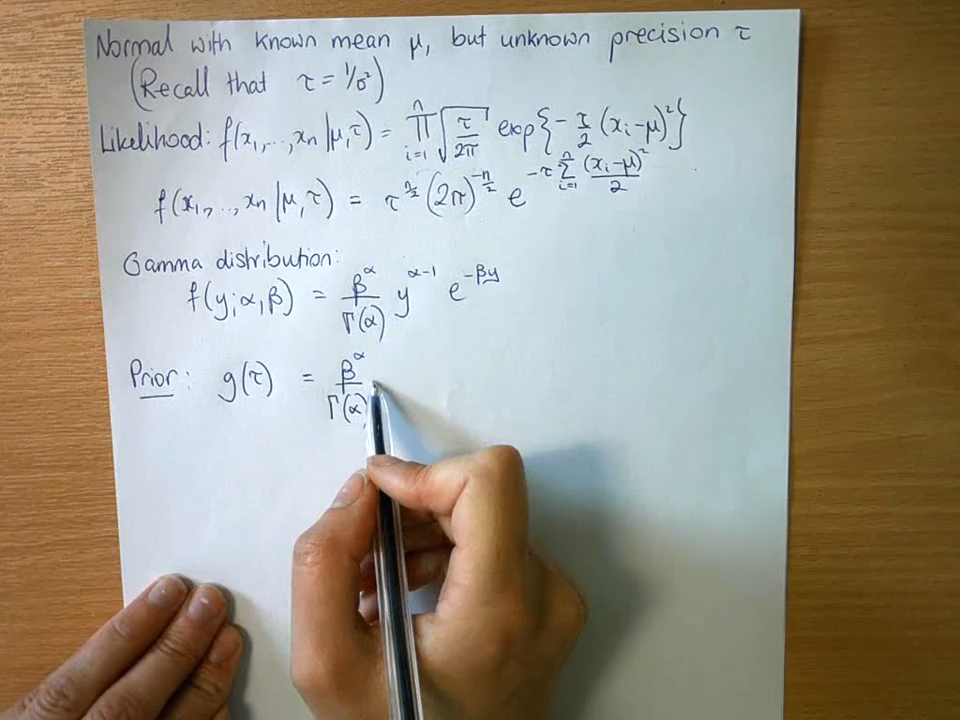 Normal with known mean μ, but unknown precision τ
(Recall that τ = 1/σ²)
Likelihood: f(x₁,...,xₙ|μ,τ) = ∏ᵢ₌₁ⁿ √(τ/2π) exp{-τ/2 (xᵢ-μ)²}
f(x₁,...,xₙ|μ,τ) = τ^(n/2) (2π)^(-n/2) e^(-τ ∑ᵢ₌₁ⁿ (xᵢ-μ)²/2)
Gamma distribution:
f(y;α,β) = β^α/Γ(α) y^(α-1) e^(-βy)
Prior: g(τ) = β^α/Γ(α)